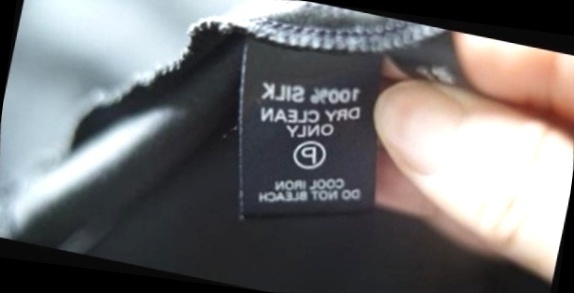 100% SILK
DRY CLEAN
ONLY
P
COOL IRON
DO NOT BLEACH